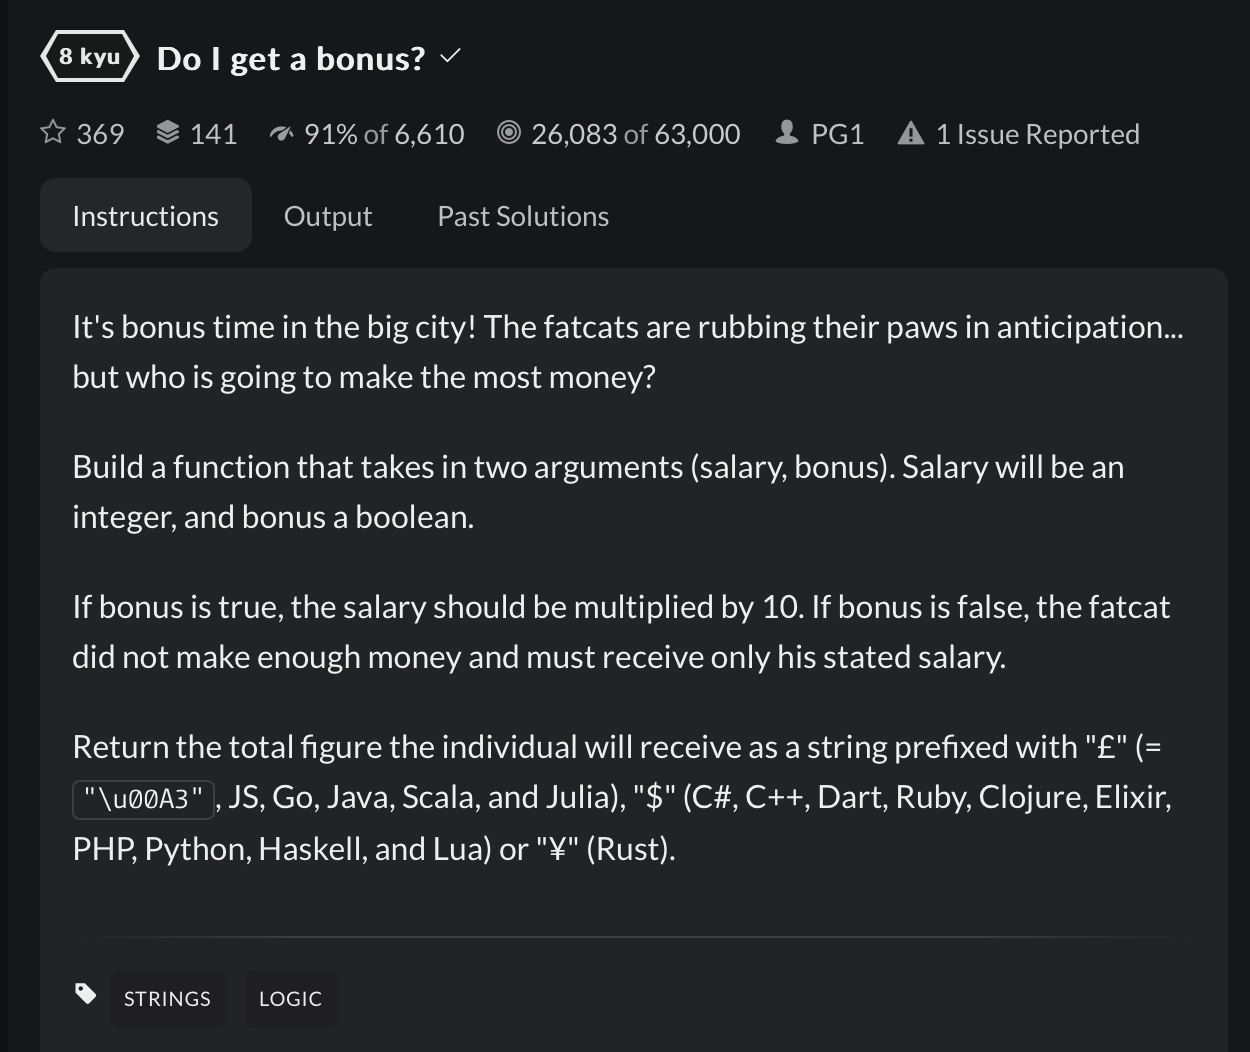 8 kyu Do I get a bonus?
369 141 91% of 6,610 26,083 of 63,000 PG1 1 Issue Reported
Instructions Output Past Solutions
It's bonus time in the big city! The fatcats are rubbing their paws in anticipation...
but who is going to make the most money?
Build a function that takes in two arguments (salary, bonus). Salary will be an
integer, and bonus a boolean.
If bonus is true, the salary should be multiplied by 10. If bonus is false, the fatcat
did not make enough money and must receive only his stated salary.
Return the total figure the individual will receive as a string prefixed with "£" (=
"\u00A3", JS, Go, Java, Scala, and Julia), "$" (C#, C++, Dart, Ruby, Clojure, Elixir,
PHP, Python, Haskell, and Lua) or "¥" (Rust).
STRINGS LOGIC